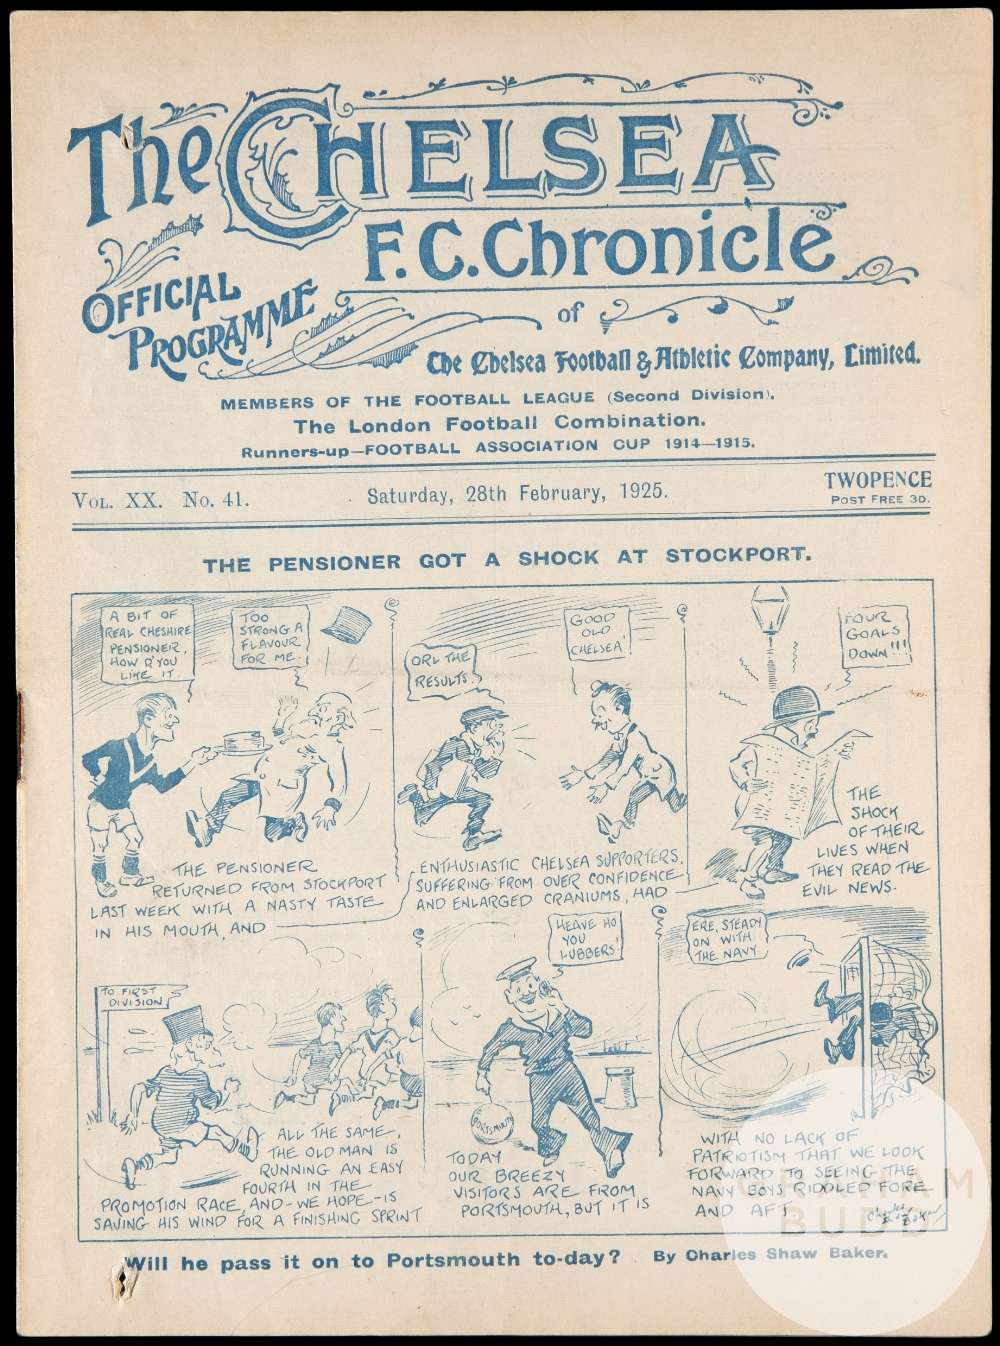 The CHELSEA
F.C. Chronicle
OFFICIAL
PROGRAMME
of
The Chelsea Football & Athletic Company, Limited.
MEMBERS OF THE FOOTBALL LEAGUE (Second Division).
The London Football Combination.
Runners-up—FOOTBALL ASSOCIATION CUP 1914—1915.
VOL. XX. No. 41.
Saturday, 28th February, 1925.
TWOPENCE
POST FREE 3D.
THE PENSIONER GOT A SHOCK AT STOCKPORT.
A BIT OF
REAL CHESHIRE
PENSIONER,
HOW D'YOU
LIKE IT
TOO
STRONG A
FLAVOUR
FOR ME.
THE PENSIONER
RETURNED FROM STOCKPORT
LAST WEEK WITH A NASTY TASTE
IN HIS MOUTH, AND
ORL THE
RESULTS.
GOOD
OLD
CHELSEA!
ENTHUSIASTIC CHELSEA SUPPORTERS,
SUFFERING FROM OVER CONFIDENCE
AND ENLARGED CRANIUMS, HAD
FOUR
GOALS
DOWN!!!
THE
SHOCK
OF THEIR
LIVES WHEN
THEY READ THE
EVIL NEWS.
TO FIRST
DIVISION
ALL THE SAME,
THE OLD MAN IS
RUNNING AN EASY
FOURTH IN THE
PROMOTION RACE, AND-WE HOPE-IS
SAVING HIS WIND FOR A FINISHING SPRINT
HEAVE HO
YOU
LUBBERS!
PORTSMOUTH
TODAY
OUR BREEZY
VISITORS ARE FROM
PORTSMOUTH, BUT IT IS
'ERE, STEADY
ON WITH
THE NAVY
WITH NO LACK OF
PATRIOTISM THAT WE LOOK
FORWARD TO SEEING THE
NAVY BOYS RIDDLED FORE
AND AFT
Charles
Baker
Will he pass it on to Portsmouth to-day? By Charles Shaw Baker.
GRAHAM
BUDD